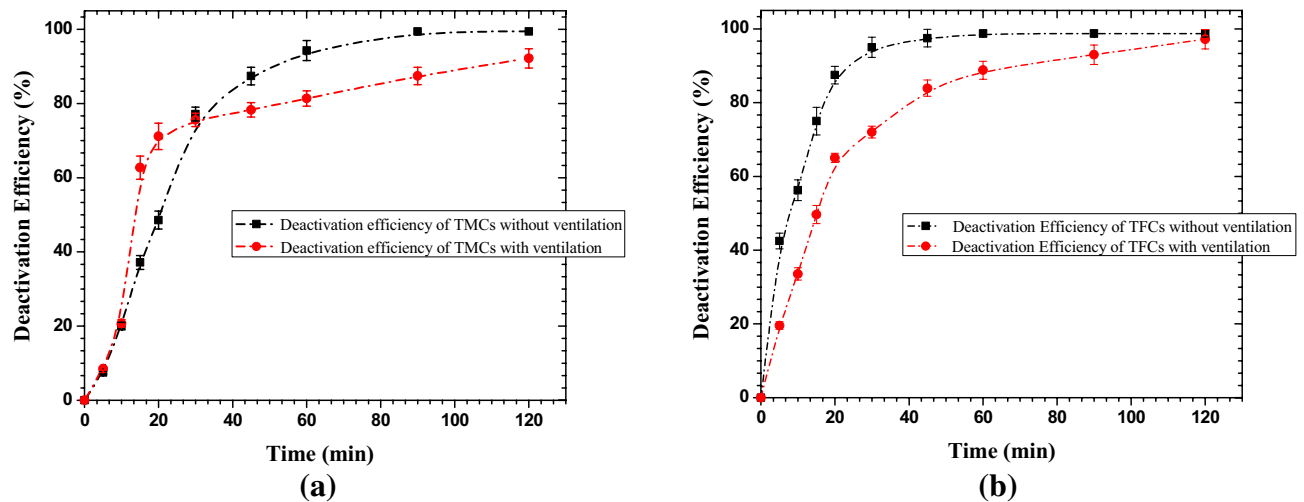 100
80
60
40
20
0
Deactivation Efficiency (%)
Deactivation efficiency of TMCs without ventilation
Deactivation efficiency of TMCs with ventilation
0 20 40 60 80 100 120
Time (min)
(a)
100
80
60
40
20
0
Deactivation Efficiency (%)
Deactivation Efficiency of TFCs without ventilation
Deactivation Efficiency of TFCs with ventilation
0 20 40 60 80 100 120
Time (min)
(b)